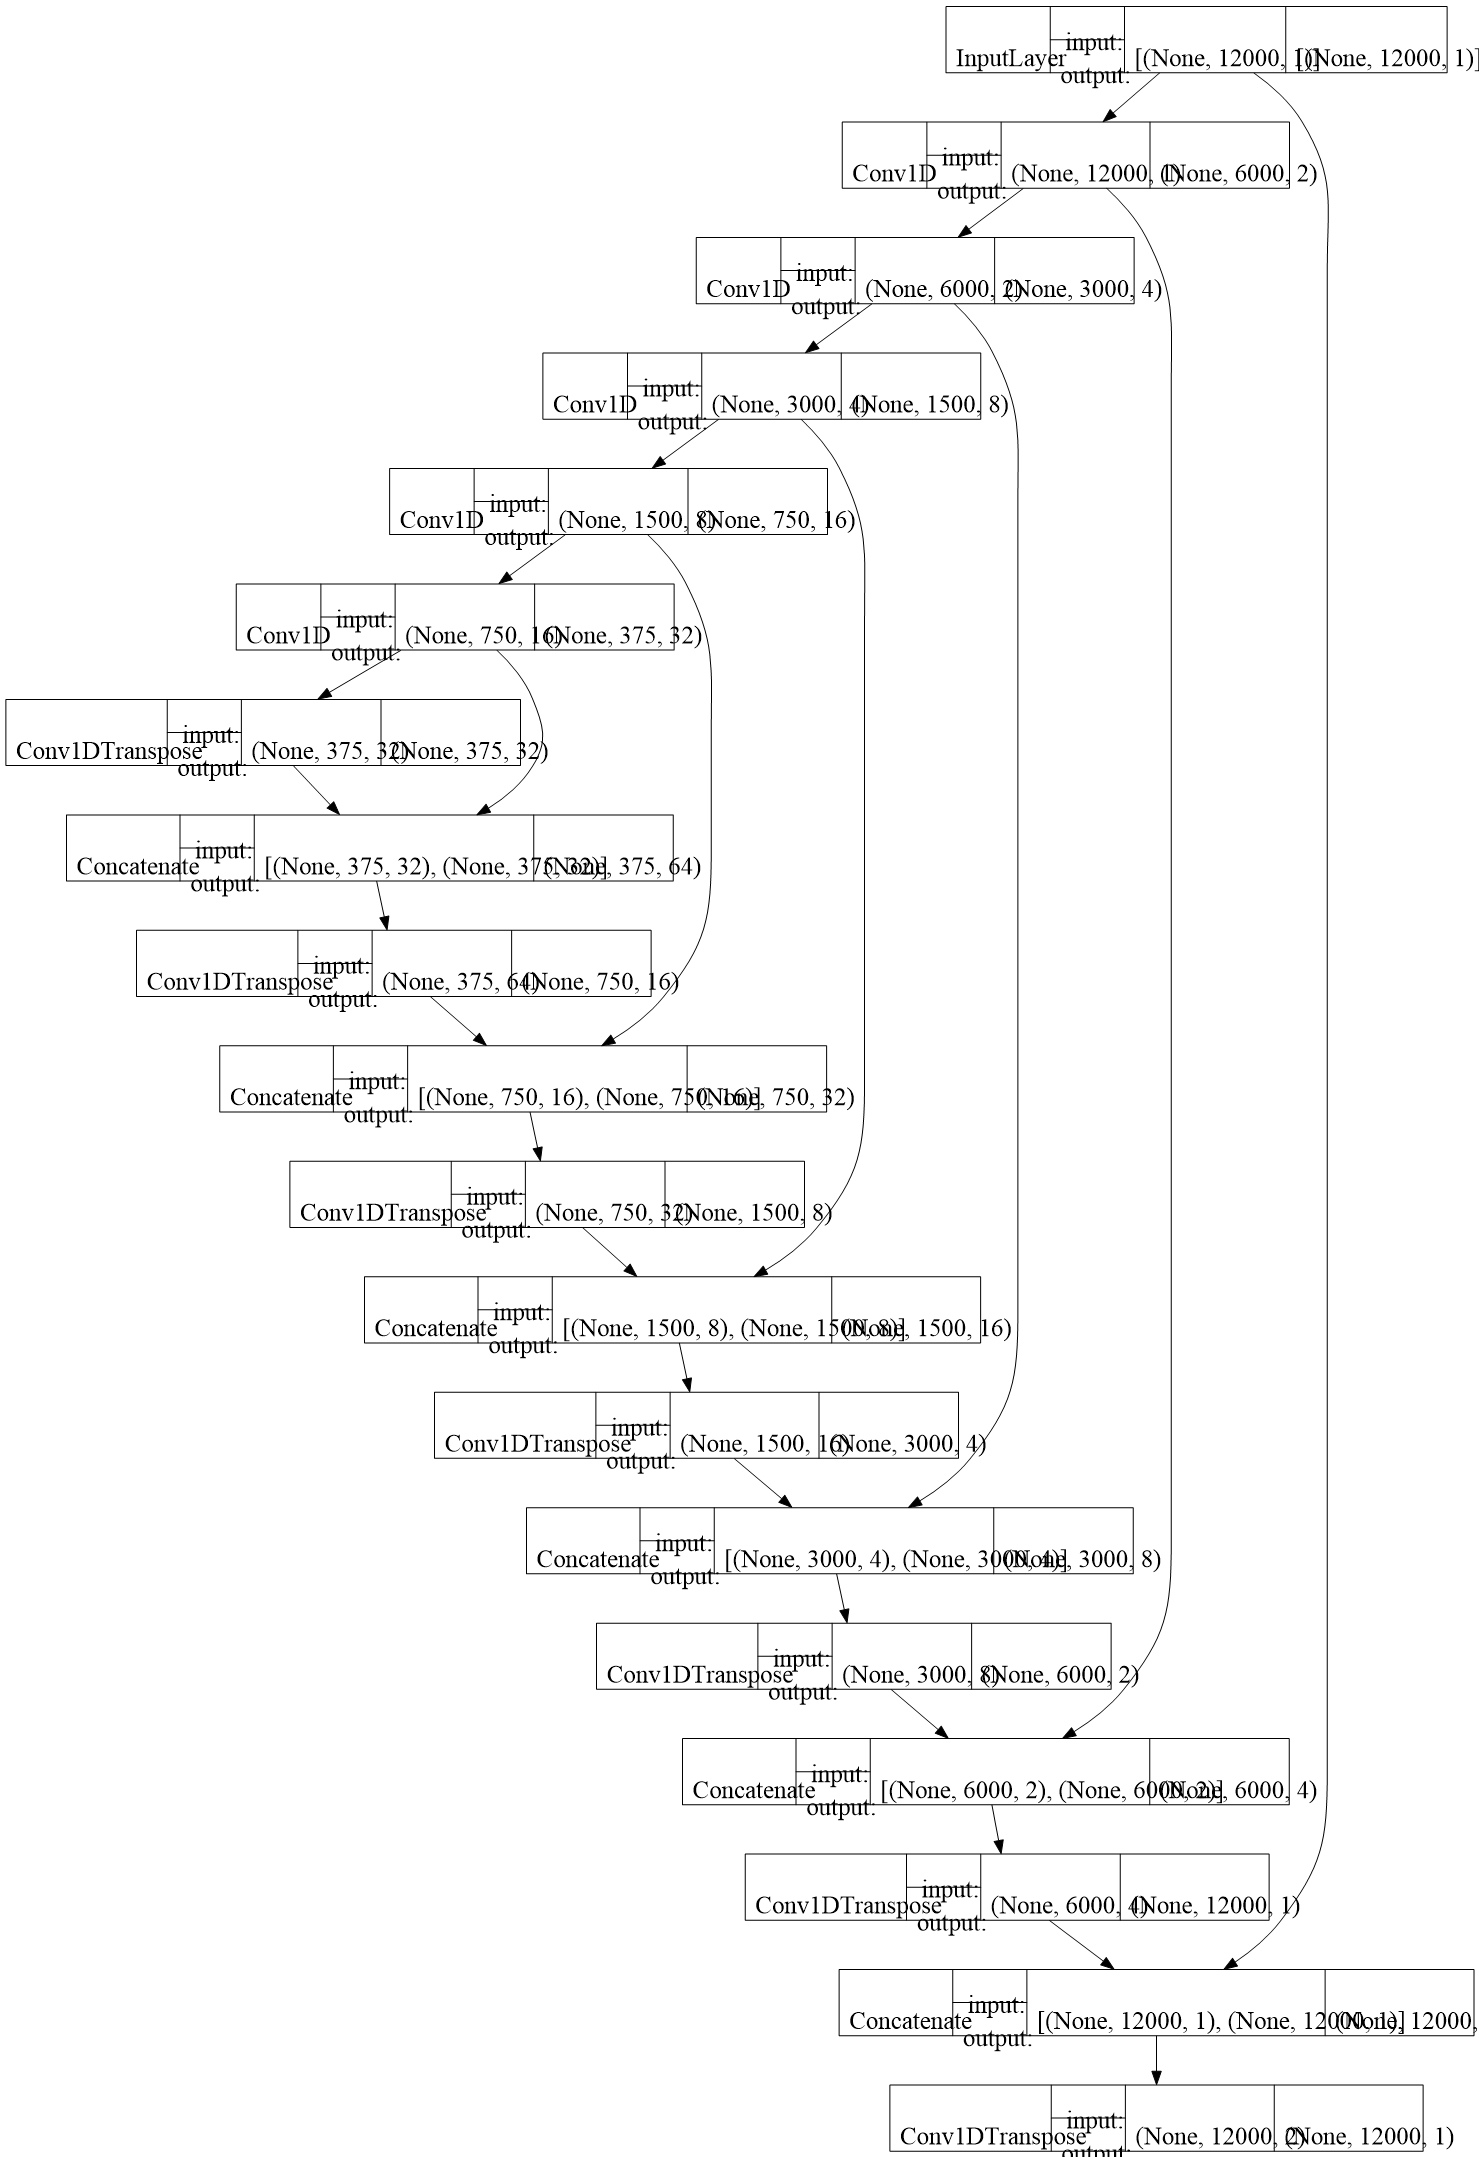 input:
InputLayer [(None, 12000, 1)] [(None, 12000, 1)]
output:
input:
Conv1D (None, 12000, 1) (None, 6000, 2)
output:
input:
Conv1D (None, 6000, 2) (None, 3000, 4)
output:
input:
Conv1D (None, 3000, 4) (None, 1500, 8)
output:
input:
Conv1D (None, 1500, 8) (None, 750, 16)
output:
input:
Conv1D (None, 750, 16) (None, 375, 32)
output:
input:
Conv1DTranspose (None, 375, 32) (None, 375, 32)
output:
input:
Concatenate [(None, 375, 32), (None, 375, 32)] (None, 375, 64)
output:
input:
Conv1DTranspose (None, 375, 64) (None, 750, 16)
output:
input:
Concatenate [(None, 750, 16), (None, 750, 16)] (None, 750, 32)
output:
input:
Conv1DTranspose (None, 750, 32) (None, 1500, 8)
output:
input:
Concatenate [(None, 1500, 8), (None, 1500, 8)] (None, 1500, 16)
output:
input:
Conv1DTranspose (None, 1500, 16) (None, 3000, 4)
output:
input:
Concatenate [(None, 3000, 4), (None, 3000, 4)] (None, 3000, 8)
output:
input:
Conv1DTranspose (None, 3000, 8) (None, 6000, 2)
output:
input:
Concatenate [(None, 6000, 2), (None, 6000, 2)] (None, 6000, 4)
output:
input:
Conv1DTranspose (None, 6000, 4) (None, 12000, 1)
output:
input:
Concatenate [(None, 12000, 1), (None, 12000, 1)] (None, 12000,
output:
input:
Conv1DTranspose (None, 12000, 2) (None, 12000, 1)
output: